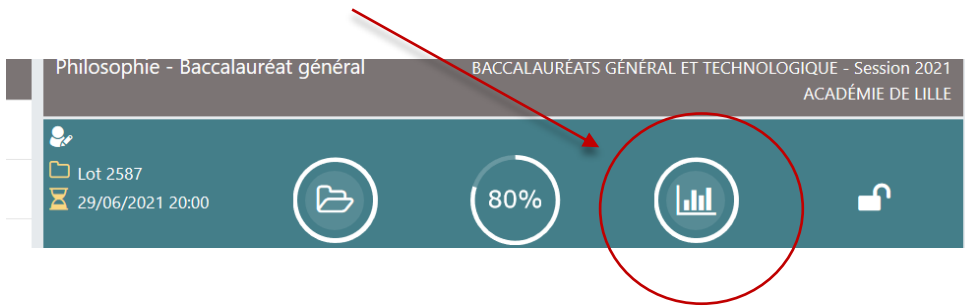 Philosophie - Baccalauréat général
BACCALAURÉATS GÉNÉRAL ET TECHNOLOGIQUE - Session 2021
ACADÉMIE DE LILLE
Lot 2587
29/06/2021 20:00
80%